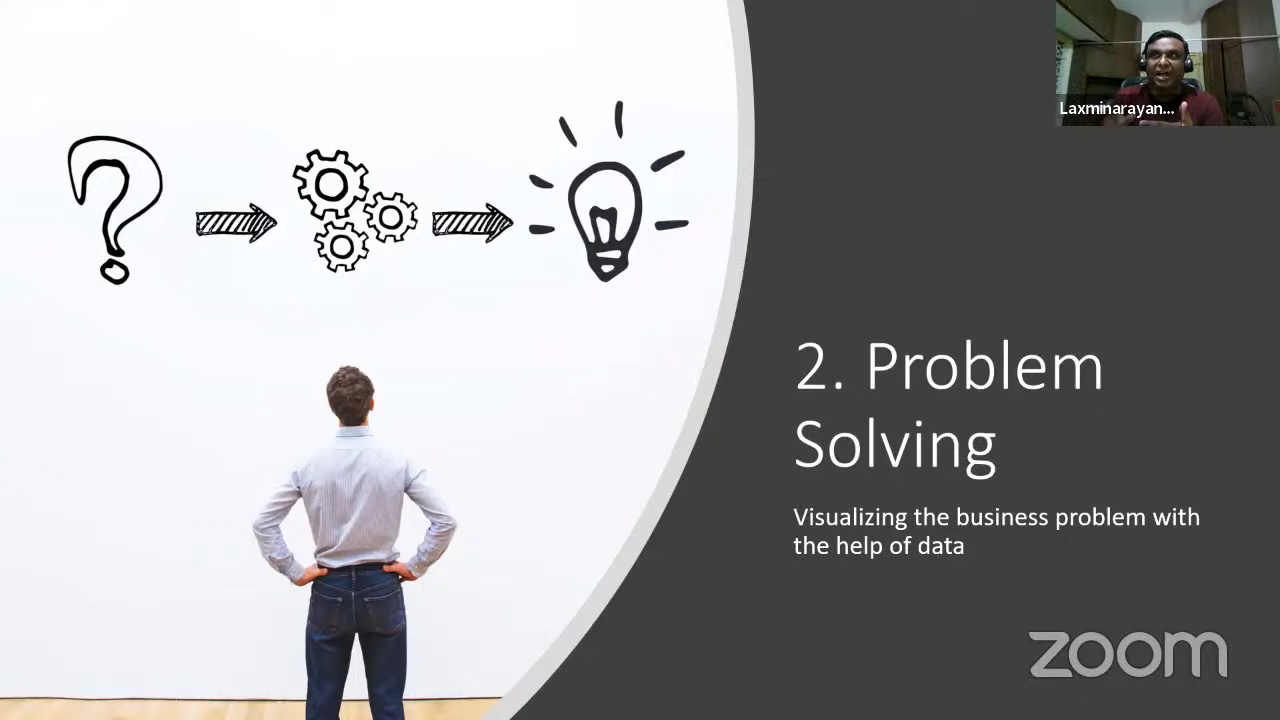 Laxminarayan...
2. Problem
Solving
Visualizing the business problem with
the help of data
zoom